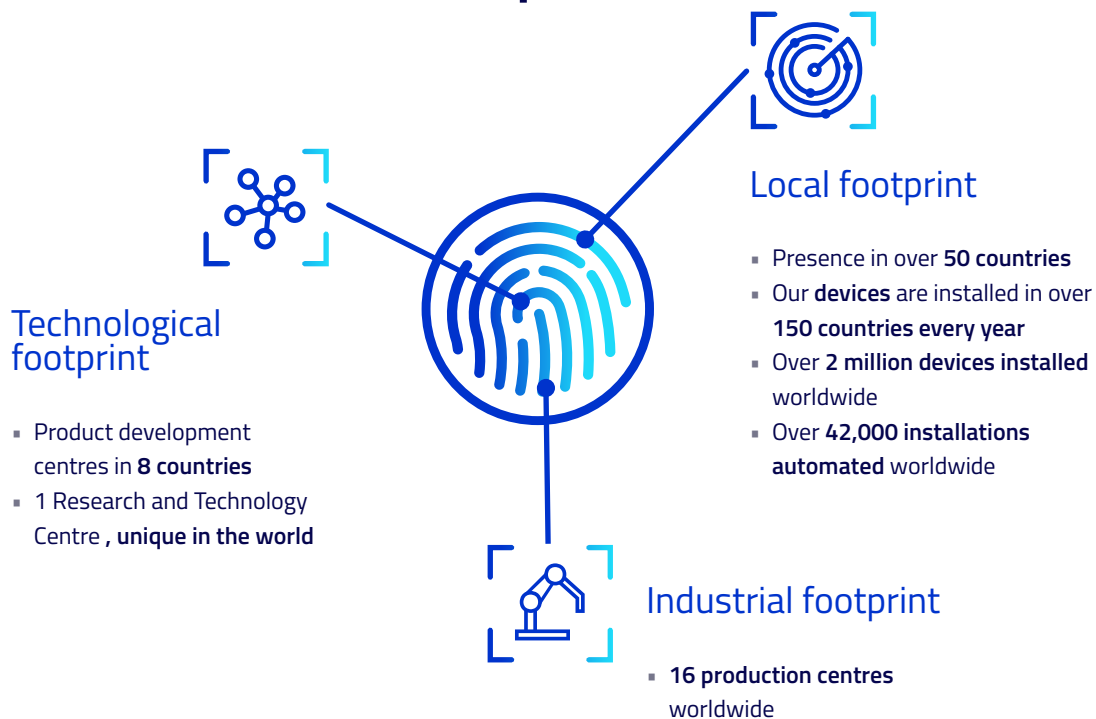 Local footprint
▪ Presence in over 50 countries
▪ Our devices are installed in over
150 countries every year
▪ Over 2 million devices installed
worldwide
▪ Over 42,000 installations
automated worldwide
Technological
footprint
▪ Product development
centres in 8 countries
▪ 1 Research and Technology
Centre , unique in the world
Industrial footprint
▪ 16 production centres
worldwide